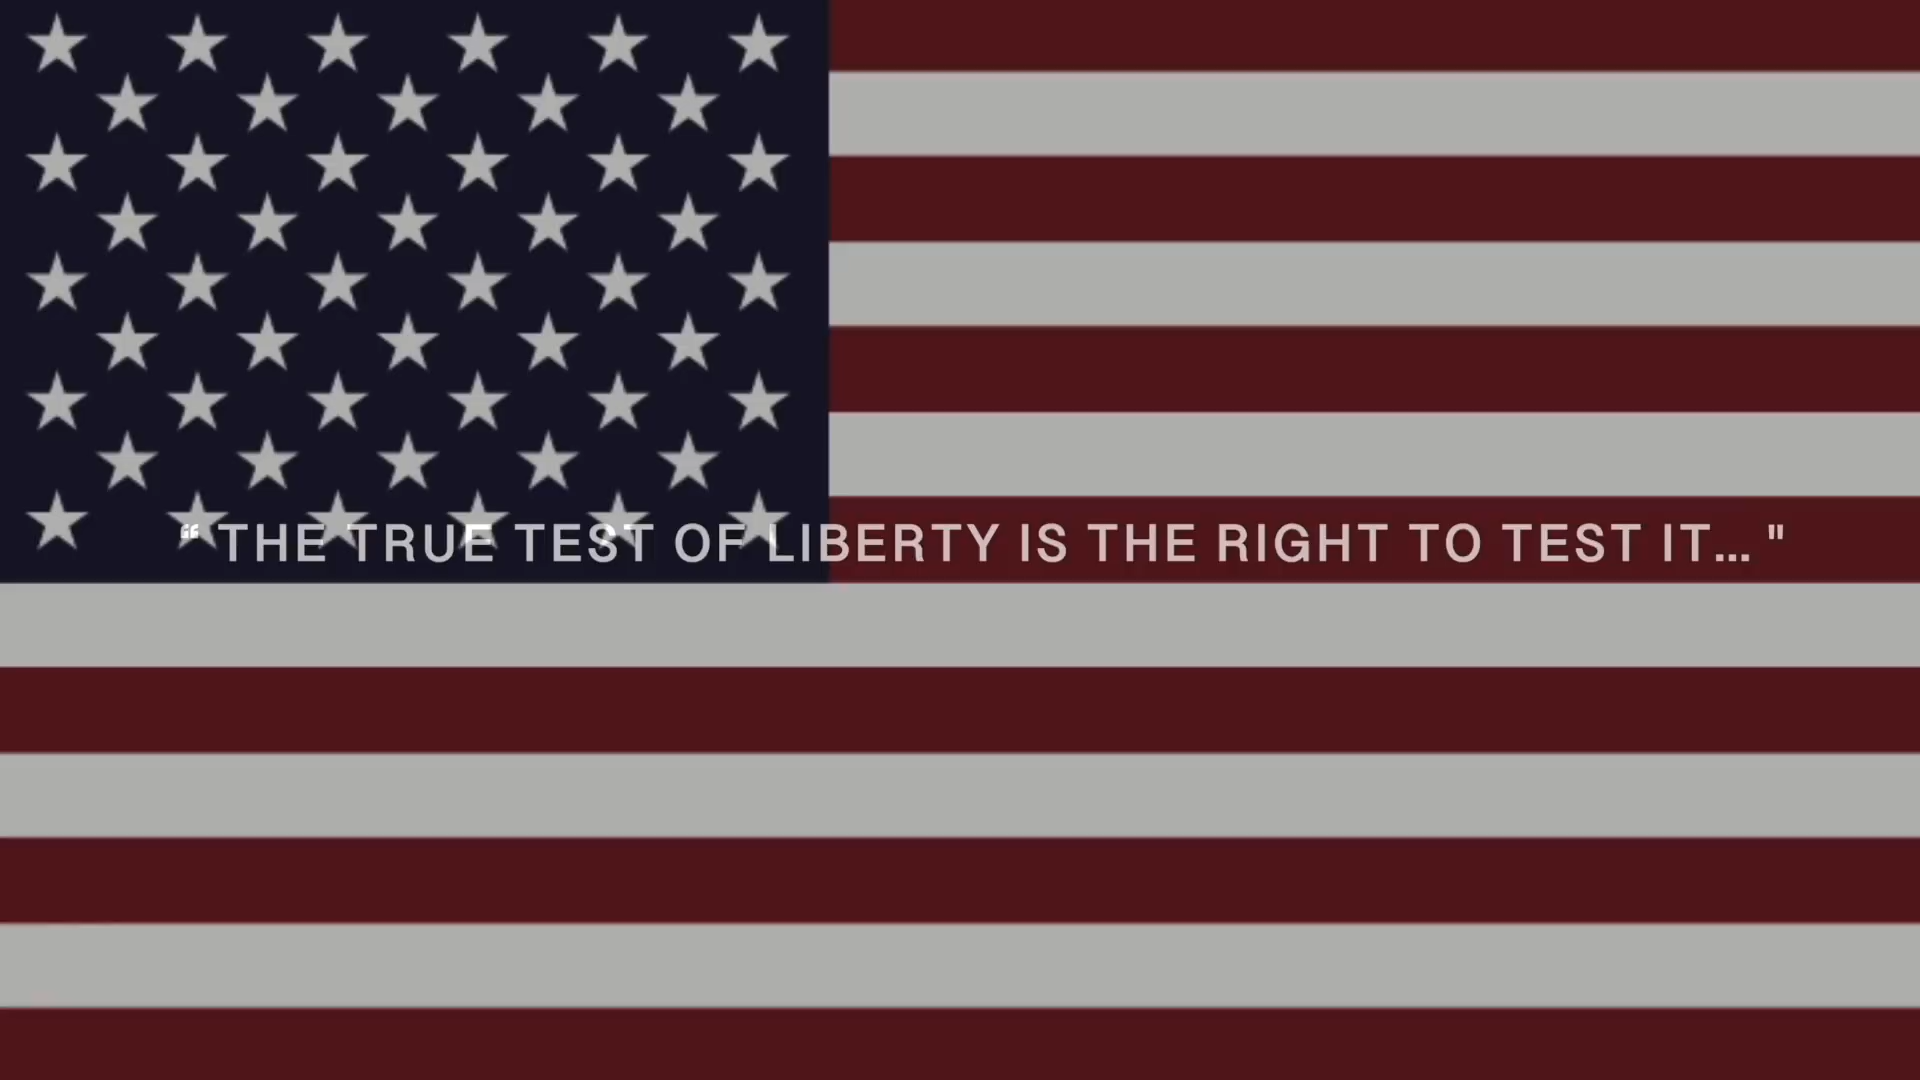 “ THE TRUE TEST OF LIBERTY IS THE RIGHT TO TEST IT... "